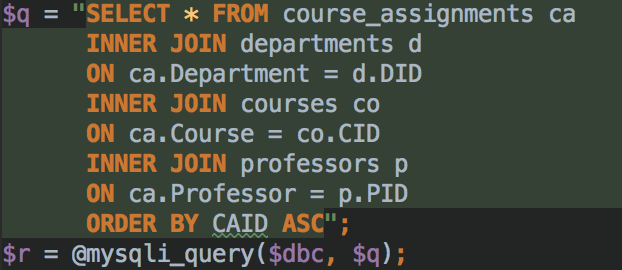 $q = "SELECT * FROM course_assignments ca
INNER JOIN departments d
ON ca.Department = d.DID
INNER JOIN courses co
ON ca.Course = co.CID
INNER JOIN professors p
ON ca.Professor = p.PID
ORDER BY CAID ASC";
$r = @mysqli_query($dbc, $q);